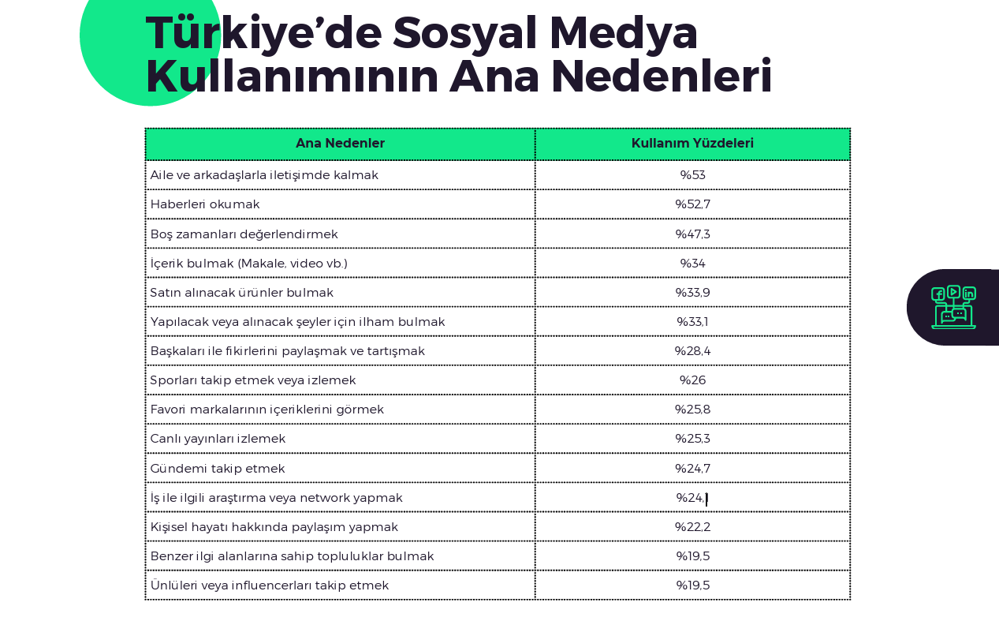 Türkiye’de Sosyal Medya
Kullanımının Ana Nedenleri
Ana Nedenler Kullanım Yüzdeleri
Aile ve arkadaşlarla iletişimde kalmak %53
Haberleri okumak %52,7
Boş zamanları değerlendirmek %47,3
İçerik bulmak (Makale, video vb.) %34
Satın alınacak ürünler bulmak %33,9
Yapılacak veya alınacak şeyler için ilham bulmak %33,1
Başkaları ile fikirlerini paylaşmak ve tartışmak %28,4
Sporları takip etmek veya izlemek %26
Favori markalarının içeriklerini görmek %25,8
Canlı yayınları izlemek %25,3
Gündemi takip etmek %24,7
İş ile ilgili araştırma veya network yapmak %24,1
Kişisel hayatı hakkında paylaşım yapmak %22,2
Benzer ilgi alanlarına sahip topluluklar bulmak %19,5
Ünlüleri veya influencerları takip etmek %19,5